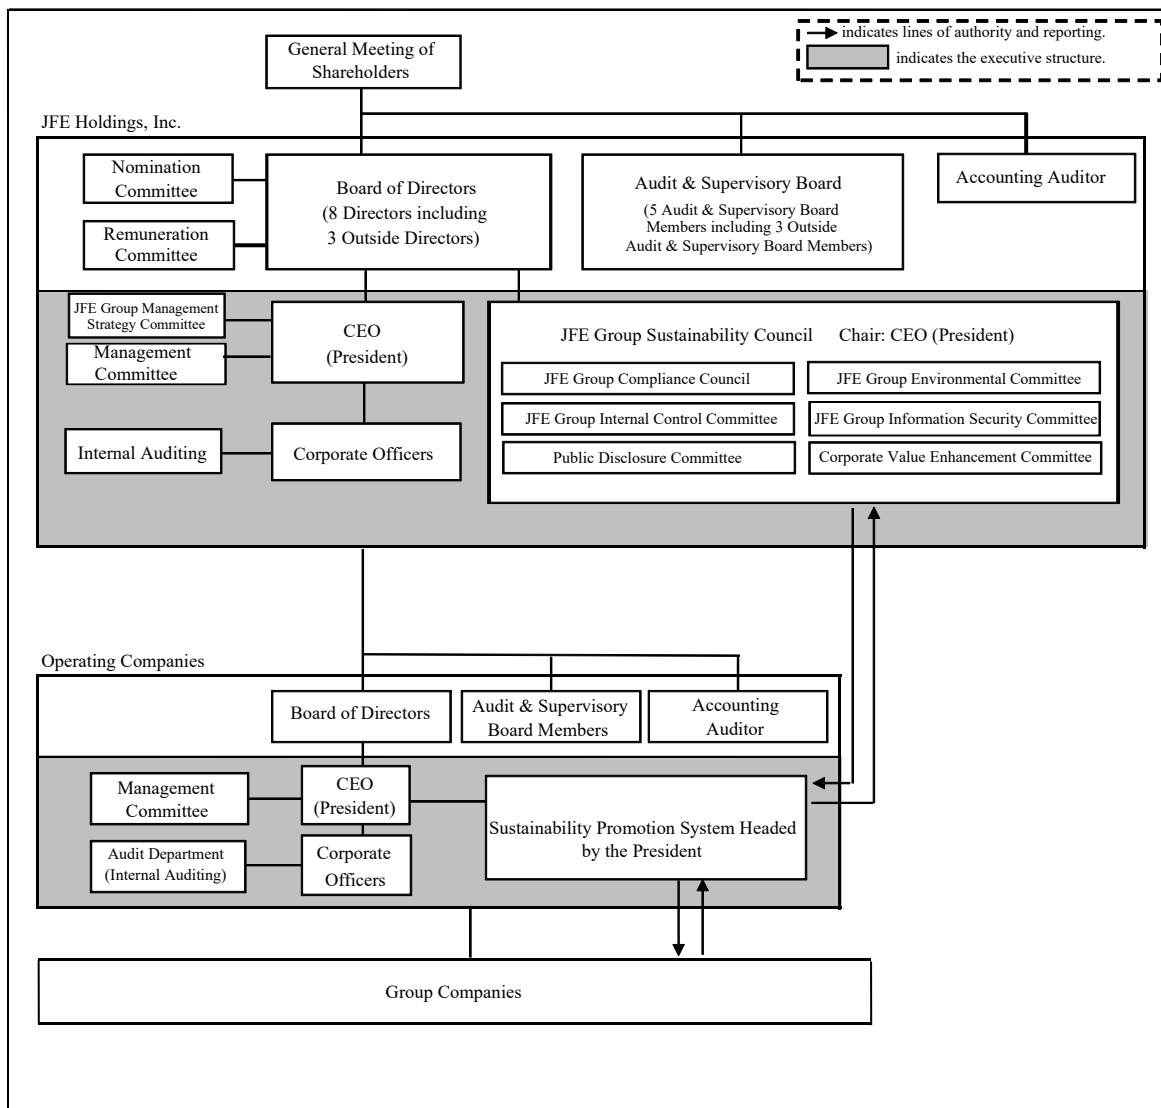 indicates lines of authority and reporting.
indicates the executive structure.
General Meeting of
Shareholders
JFE Holdings, Inc.
Nomination
Committee
Remuneration
Committee
Board of Directors
(8 Directors including
3 Outside Directors)
Audit & Supervisory Board
(5 Audit & Supervisory Board
Members including 3 Outside
Audit & Supervisory Board Members)
Accounting Auditor
JFE Group Management
Strategy Committee
Management
Committee
CEO
(President)
Internal Auditing
Corporate Officers
JFE Group Sustainability Council Chair: CEO (President)
JFE Group Compliance Council
JFE Group Environmental Committee
JFE Group Internal Control Committee
JFE Group Information Security Committee
Public Disclosure Committee
Corporate Value Enhancement Committee
Operating Companies
Board of Directors
Audit & Supervisory
Board Members
Accounting
Auditor
Management
Committee
CEO
(President)
Audit Department
(Internal Auditing)
Corporate
Officers
Sustainability Promotion System Headed
by the President
Group Companies